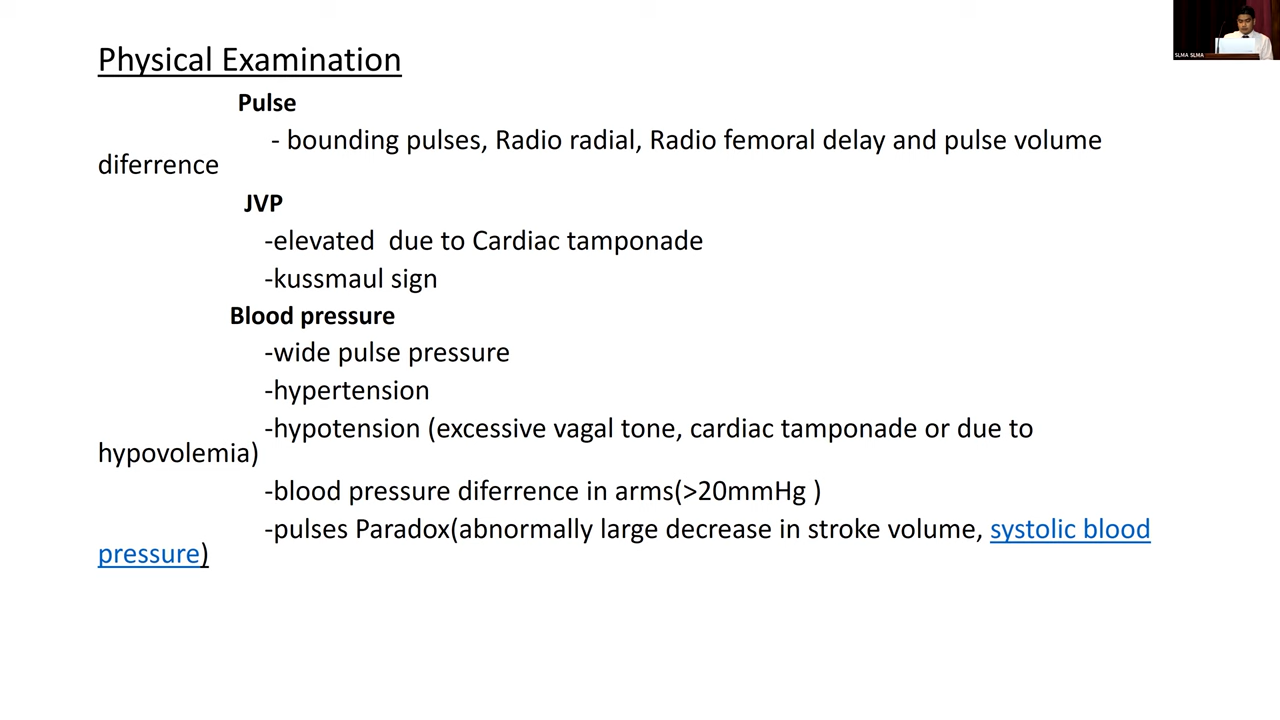 Physical Examination
Pulse
- bounding pulses, Radio radial, Radio femoral delay and pulse volume
diferrence
JVP
-elevated  due to Cardiac tamponade
-kussmaul sign
Blood pressure
-wide pulse pressure
-hypertension
-hypotension (excessive vagal tone, cardiac tamponade or due to
hypovolemia)
-blood pressure diferrence in arms(>20mmHg )
-pulses Paradox(abnormally large decrease in stroke volume, systolic blood
pressure)
SLMA SLMA